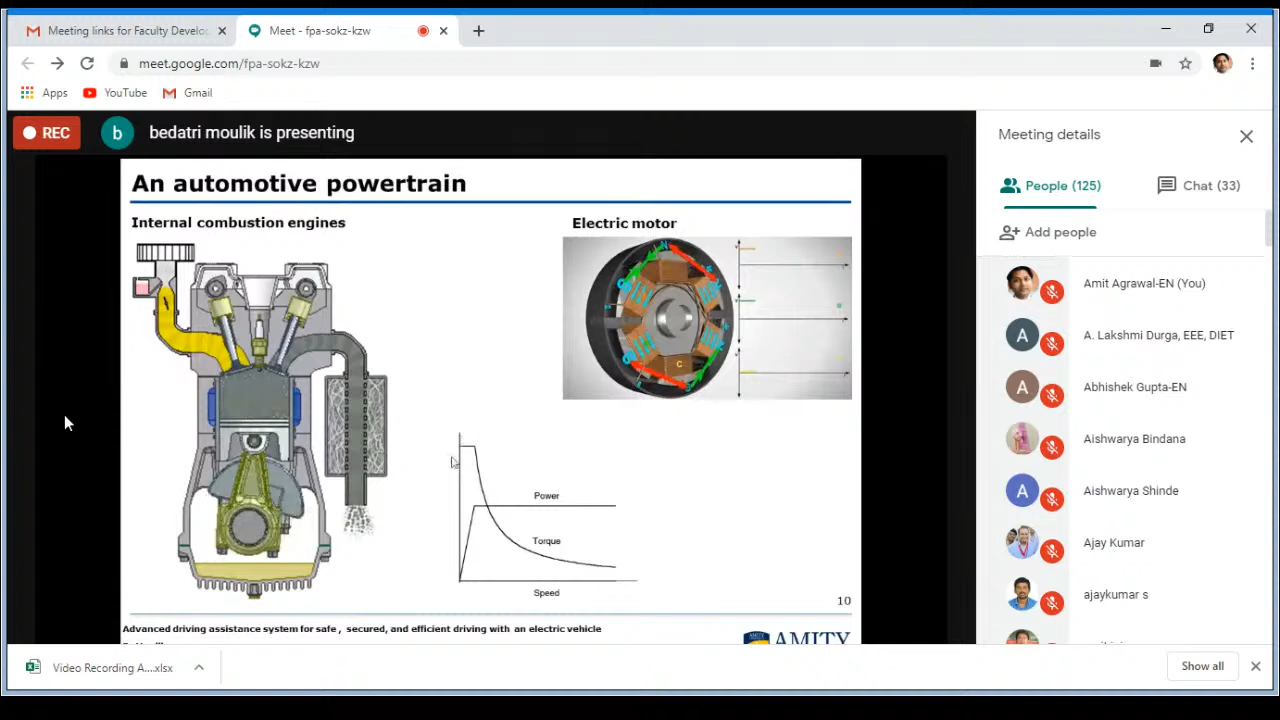 Meeting links for Faculty Develo
Meet - fpa-sokz-kzw
meet.google.com/fpa-sokz-kzw
Apps
YouTube
Gmail
REC
b
bedatri moulik is presenting
Meeting details
An automotive powertrain
People (125)
Chat (33)
Internal combustion engines
Electric motor
Add people
Amit Agrawal-EN (You)
A
A. Lakshmi Durga, EEE, DIET
C
A
Abhishek Gupta-EN
Aishwarya Bindana
A
Aishwarya Shinde
Power
Torque
Ajay Kumar
Speed
10
ajaykumar s
Advanced driving assistance system for safe , secured, and efficient driving with an electric vehicle
AMITY
Video Recording A....xlsx
Show all